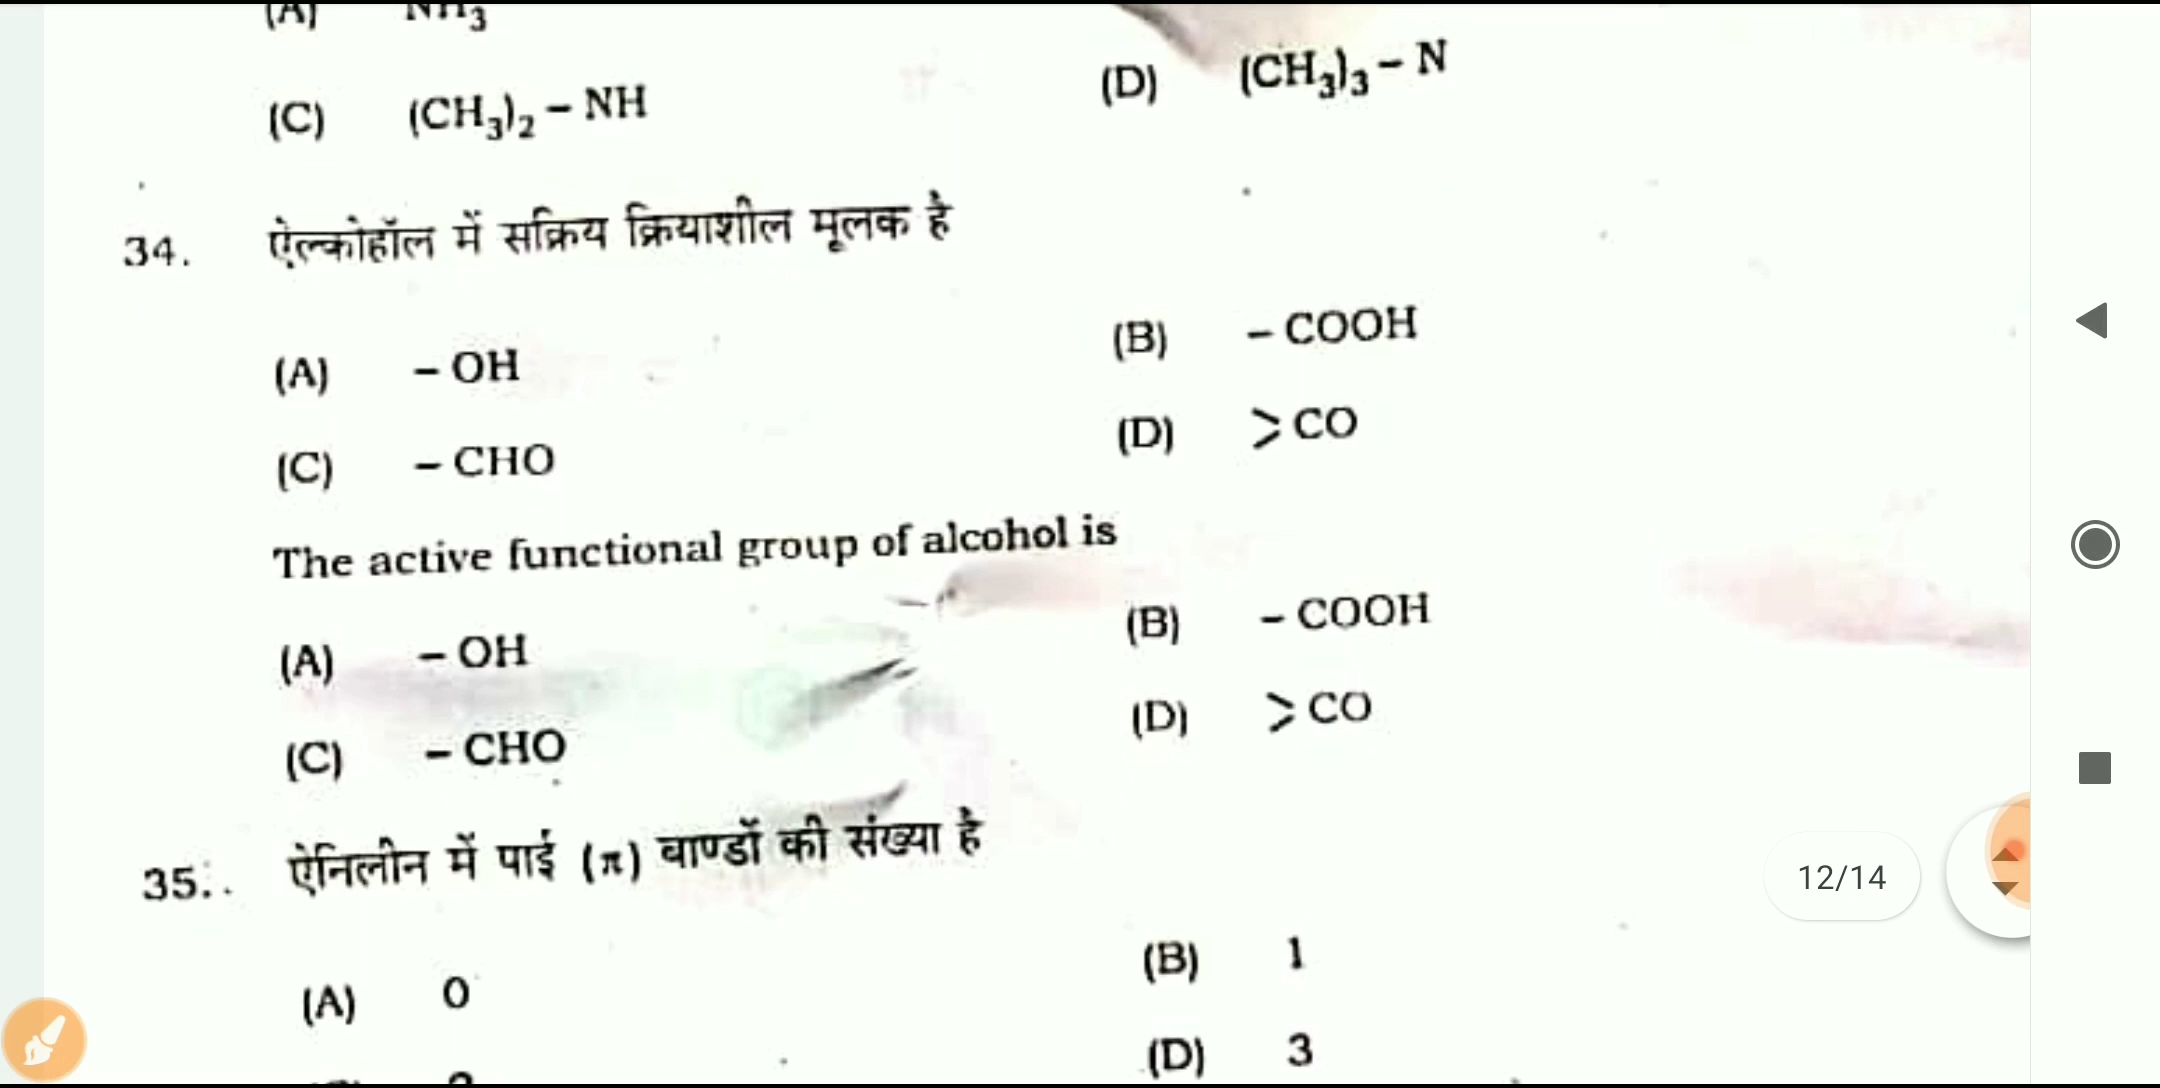 (A) NH₃
(C) (CH₃)₂ – NH (D) (CH₃)₃ – N
34. ऐल्कोहॉल में सक्रिय क्रियाशील मूलक है
(A) – OH (B) – COOH
(C) – CHO (D) >CO
The active functional group of alcohol is
(A) – OH (B) – COOH
(C) – CHO (D) >CO
35. ऐनिलीन में पाई (π) बाण्डों की संख्या है
(A) 0 (B) 1
(D) 3
12/14